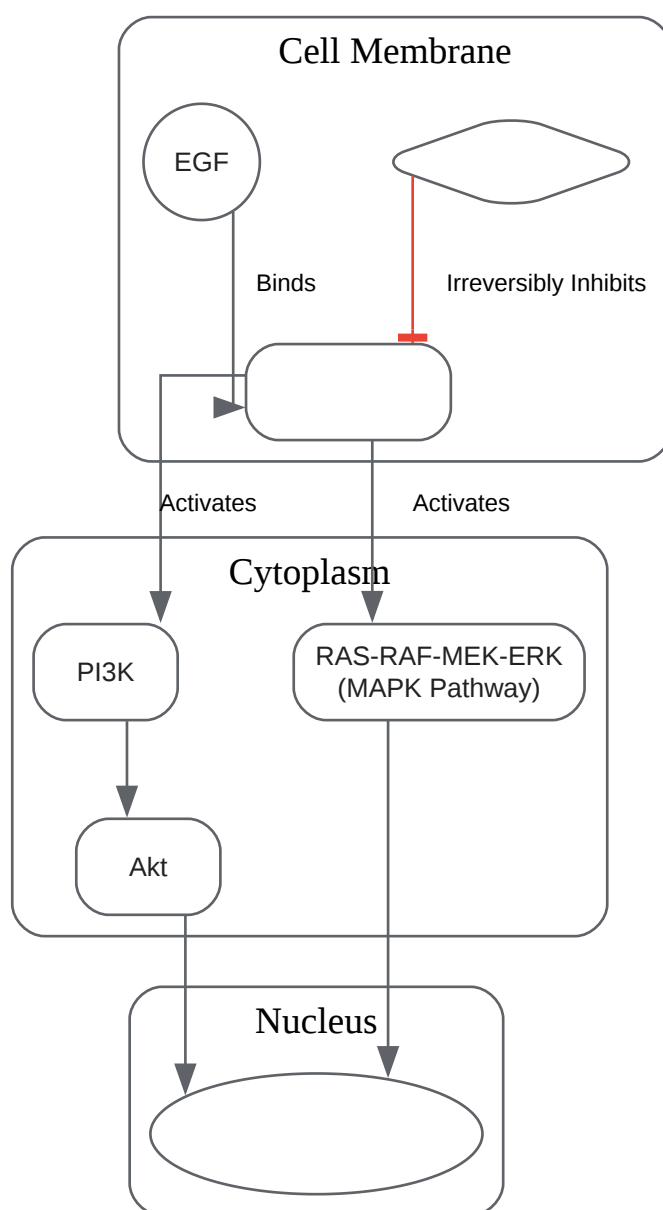 Cell Membrane
EGF
Binds
Irreversibly Inhibits
Activates
Activates
Cytoplasm
PI3K
RAS-RAF-MEK-ERK
(MAPK Pathway)
Akt
Nucleus